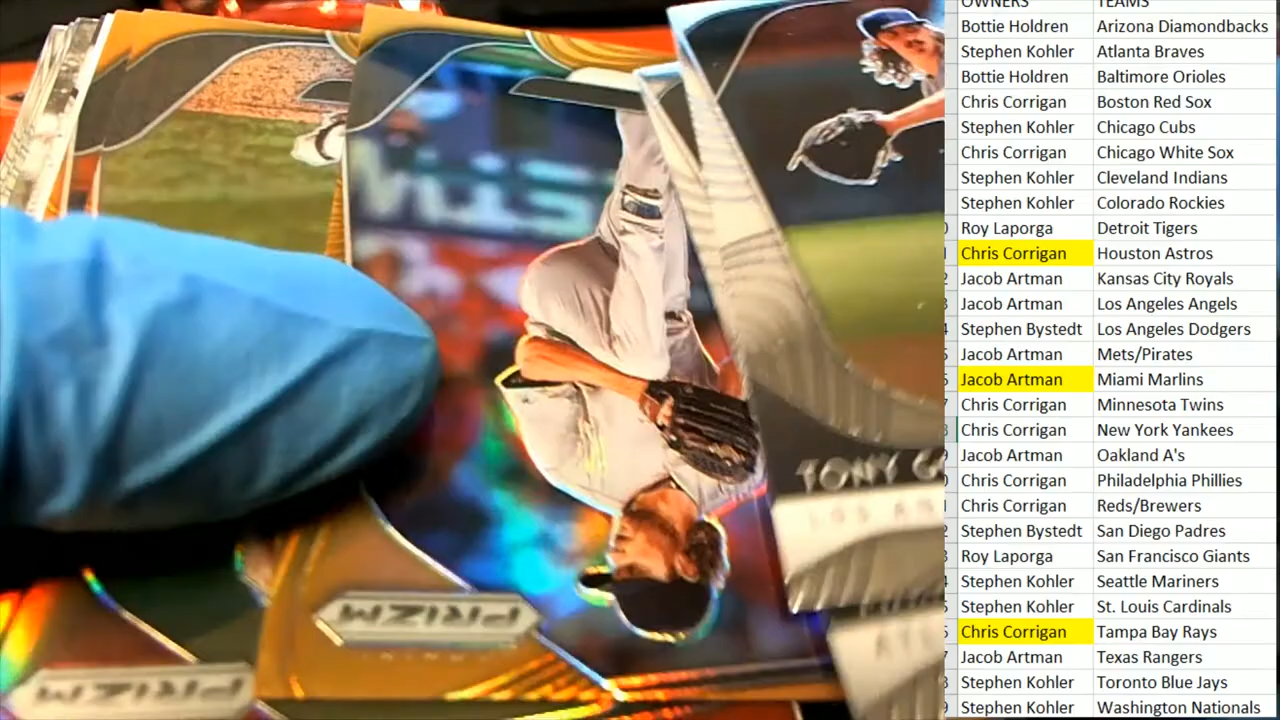 OWNERS TEAMS
Bottie Holdren Arizona Diamondbacks
Stephen Kohler Atlanta Braves
Bottie Holdren Baltimore Orioles
Chris Corrigan Boston Red Sox
Stephen Kohler Chicago Cubs
Chris Corrigan Chicago White Sox
Stephen Kohler Cleveland Indians
Stephen Kohler Colorado Rockies
Roy Laporga Detroit Tigers
Chris Corrigan Houston Astros
Jacob Artman Kansas City Royals
Jacob Artman Los Angeles Angels
Stephen Bystedt Los Angeles Dodgers
Jacob Artman Mets/Pirates
Jacob Artman Miami Marlins
Chris Corrigan Minnesota Twins
Chris Corrigan New York Yankees
Jacob Artman Oakland A's
Chris Corrigan Philadelphia Phillies
Chris Corrigan Reds/Brewers
Stephen Bystedt San Diego Padres
Roy Laporga San Francisco Giants
Stephen Kohler Seattle Mariners
Stephen Kohler St. Louis Cardinals
Chris Corrigan Tampa Bay Rays
Jacob Artman Texas Rangers
Stephen Kohler Toronto Blue Jays
Stephen Kohler Washington Nationals
TONY
PRIZM
PRIZM